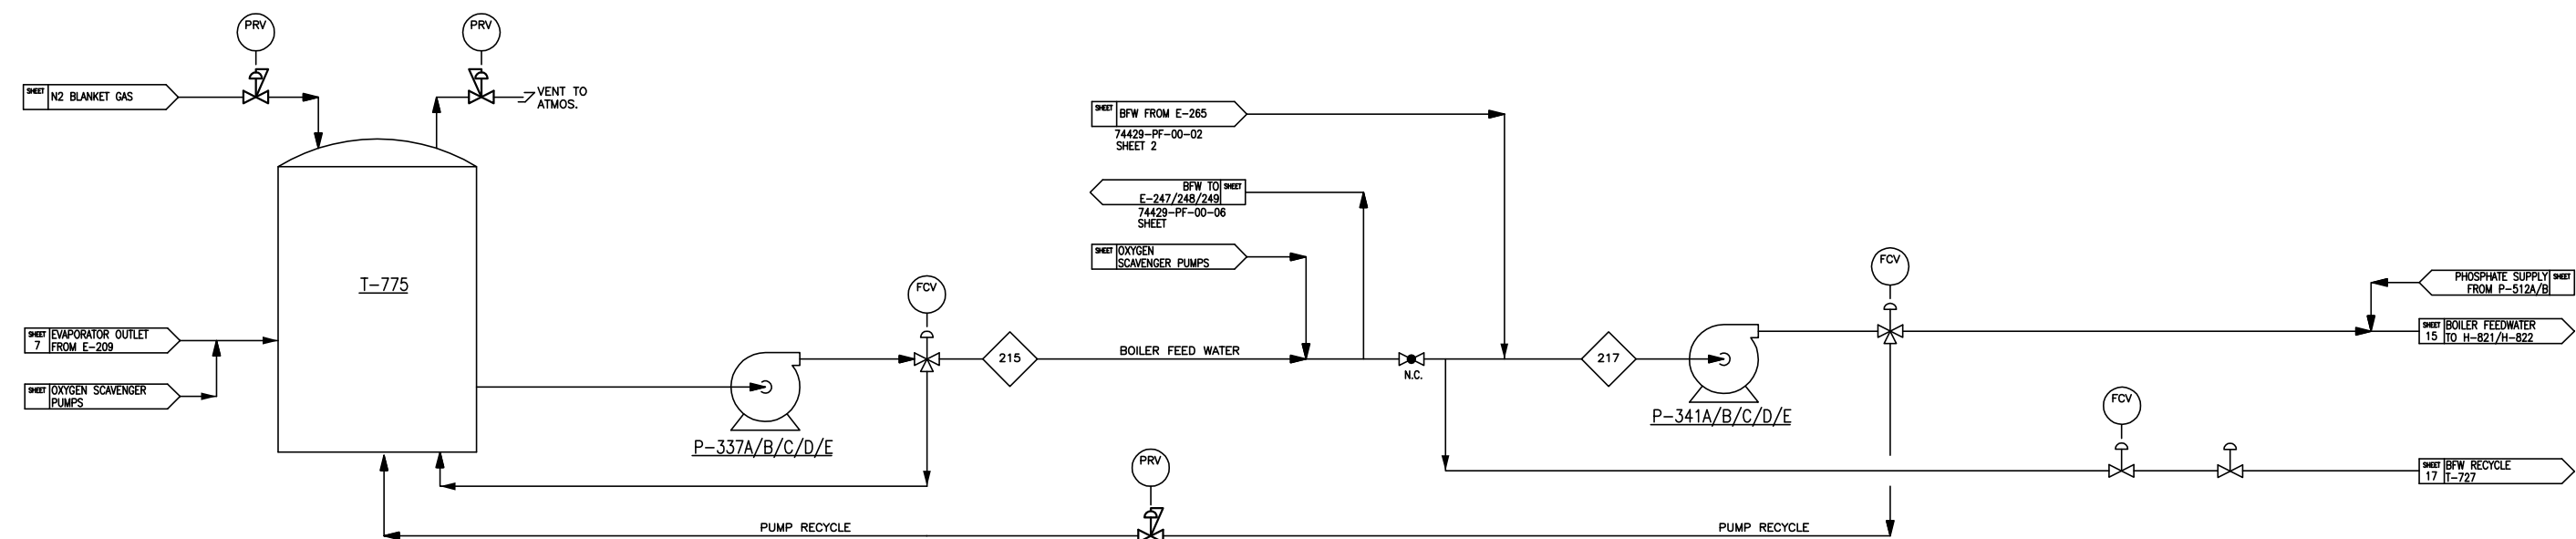 PRV
PRV
SHEET
N2 BLANKET GAS
VENT TO
ATMOS.
SHEET
BFW FROM E-265
74429-PF-00-02
SHEET 2
BFW TO
E-247/248/249
SHEET
74429-PF-00-06
SHEET
SHEET
OXYGEN
SCAVENGER PUMPS
T-775
FCV
FCV
PHOSPHATE SUPPLY
FROM P-512A/B
SHEET
SHEET
7
EVAPORATOR OUTLET
FROM E-209
215
BOILER FEED WATER
N.C.
217
SHEET
15
BOILER FEEDWATER
TO H-821/H-822
SHEET
OXYGEN SCAVENGER
PUMPS
P-337A/B/C/D/E
P-341A/B/C/D/E
FCV
PRV
SHEET
17
BFW RECYCLE
T-727
PUMP RECYCLE
PUMP RECYCLE